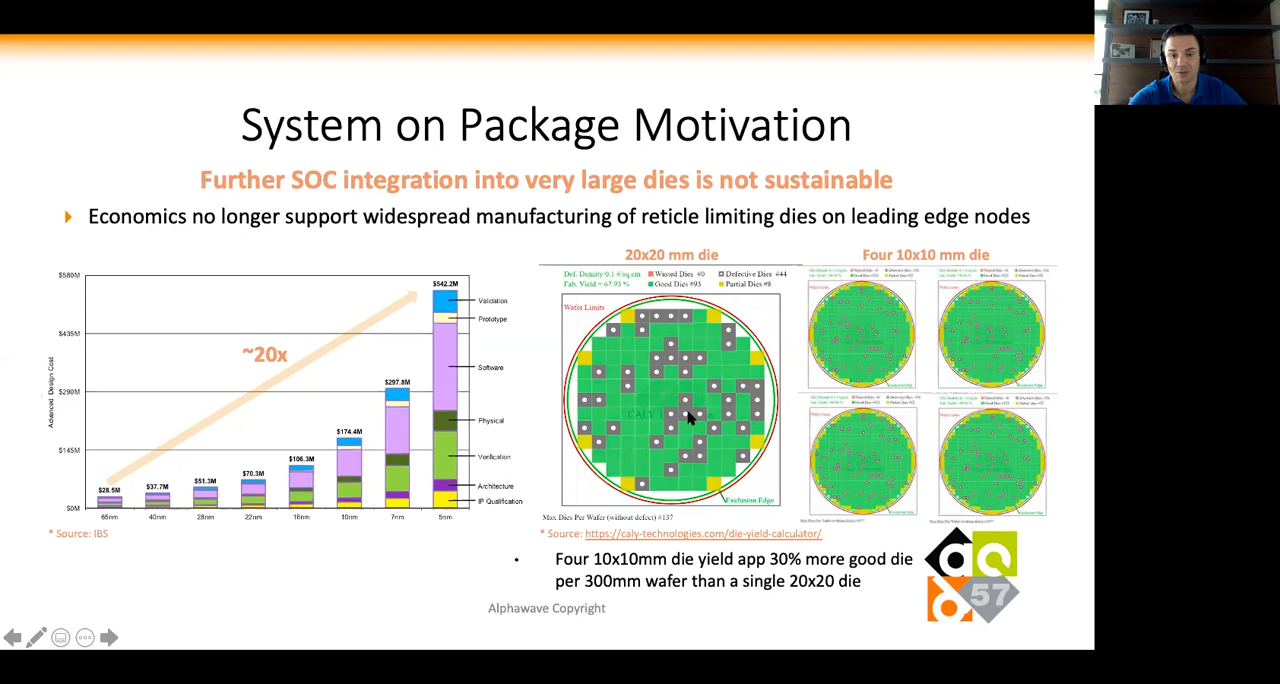 System on Package Motivation
Further SOC integration into very large dies is not sustainable
Economics no longer support widespread manufacturing of reticle limiting dies on leading edge nodes
Advanced Design Cost
$580M
$435M
$290M
$145M
$0M
~20x
$28.5M
$37.7M
$51.3M
$70.3M
$106.3M
$174.4M
$297.8M
$542.2M
65nm
40nm
28nm
22nm
16nm
10nm
7nm
5nm
Validation
Prototype
Software
Physical
Verification
Architecture
IP Qualification
* Source: IBS
20x20 mm die
Def. Density 0.1 #/sq.cm
Wasted Dies #0
Defective Dies #44
Fab. Yield = 67.93 %
Good Dies #93
Partial Dies #8
Wafer Limits
CALY
Exclusion Edge
Max Dies Per Wafer (without defect) #137
* Source: https://caly-technologies.com/die-yield-calculator/
Four 10x10 mm die
Four 10x10mm die yield app 30% more good die
per 300mm wafer than a single 20x20 die
57
Alphawave Copyright